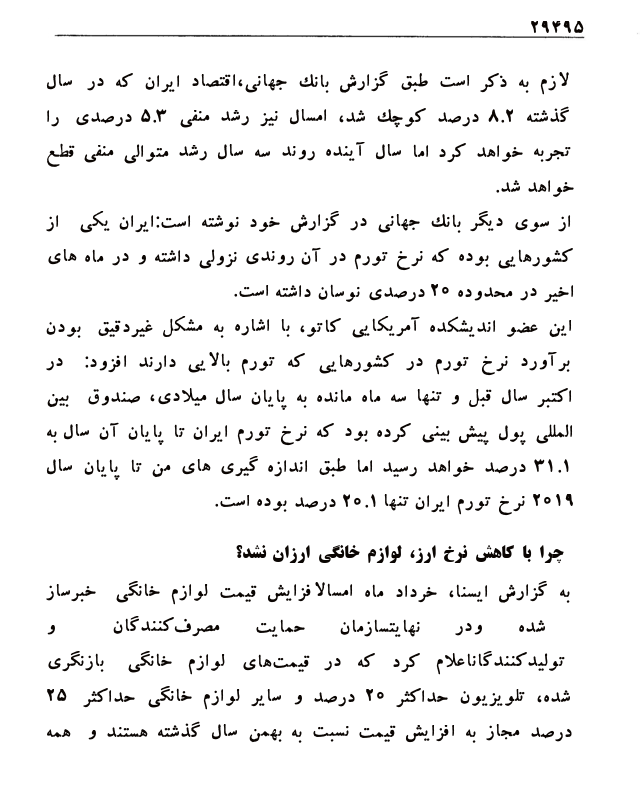 ۲۹۴۹۵
لازم به ذکر است طبق گزارش بانك جهانی،اقتصاد ایران که در سال
گذشته ۸.۲ درصد کوچك شد، امسال نیز رشد منفی ۵.۳ درصدی را
تجربه خواهد کرد اما سال آینده روند سه سال رشد متوالی منفی قطع
خواهد شد.
از سوی دیگر بانك جهانی در گزارش خود نوشته است:ایران یکی از
کشورهایی بوده که نرخ تورم در آن روندی نزولی داشته و در ماه های
اخیر در محدوده ۲۰ درصدی نوسان داشته است.
این عضو اندیشکده آمریکایی کاتو، با اشاره به مشکل غیردقیق بودن
برآورد نرخ تورم در کشورهایی که تورم بالایی دارند افزود: در
اکتبر سال قبل و تنها سه ماه مانده به پایان سال میلادی، صندوق بین
المللی پول پیش بینی کرده بود که نرخ تورم ایران تا پایان آن سال به
۳۱.۱ درصد خواهد رسید اما طبق اندازه گیری های من تا پایان سال
۲۰۱۹ نرخ تورم ایران تنها ۲۰.۱ درصد بوده است.
چرا با کاهش نرخ ارز، لوازم خانگی ارزان نشد؟
به گزارش ایسنا، خرداد ماه امسالافزایش قیمت لوازم خانگی خبرساز
شده ودر نهایتسازمان حمایت مصرف‌کنندگان و
تولیدکنندگاناعلام کرد که در قیمت‌های لوازم خانگی بازنگری
شده، تلویزیون حداکثر ۲۰ درصد و سایر لوازم خانگی حداکثر ۲۵
درصد مجاز به افزایش قیمت نسبت به بهمن سال گذشته هستند و همه